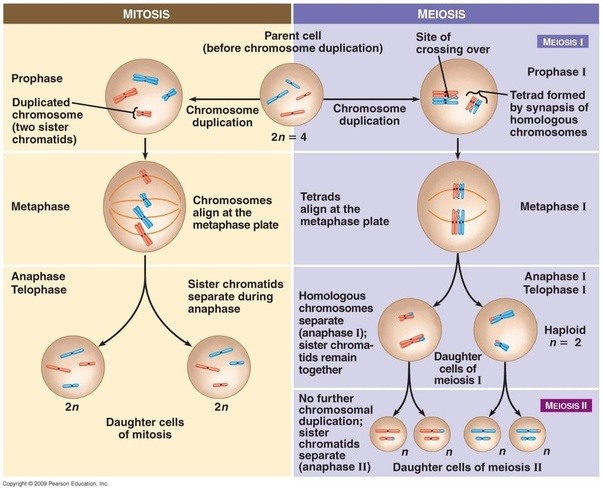 MITOSIS
MEIOSIS
Parent cell
(before chromosome duplication)
Site of
crossing over
MEIOSIS I
Prophase
Prophase I
Duplicated
chromosome
(two sister
chromatids)
Chromosome
duplication
Chromosome
duplication
2n = 4
Tetrad formed
by synapsis of
homologous
chromosomes
Metaphase
Chromosomes
align at the
metaphase plate
Tetrads
align at the
metaphase plate
Metaphase I
Anaphase
Telophase
Sister chromatids
separate during
anaphase
Anaphase I
Telophase I
Homologous
chromosomes
separate
(anaphase I);
sister chroma-
tids remain
together
Haploid
n = 2
Daughter
cells of
meiosis I
2n
2n
Daughter cells
of mitosis
No further
chromosomal
duplication;
sister
chromatids
separate
(anaphase II)
MEIOSIS II
n
n
n
n
Daughter cells of meiosis II
Copyright © 2009 Pearson Education, Inc.